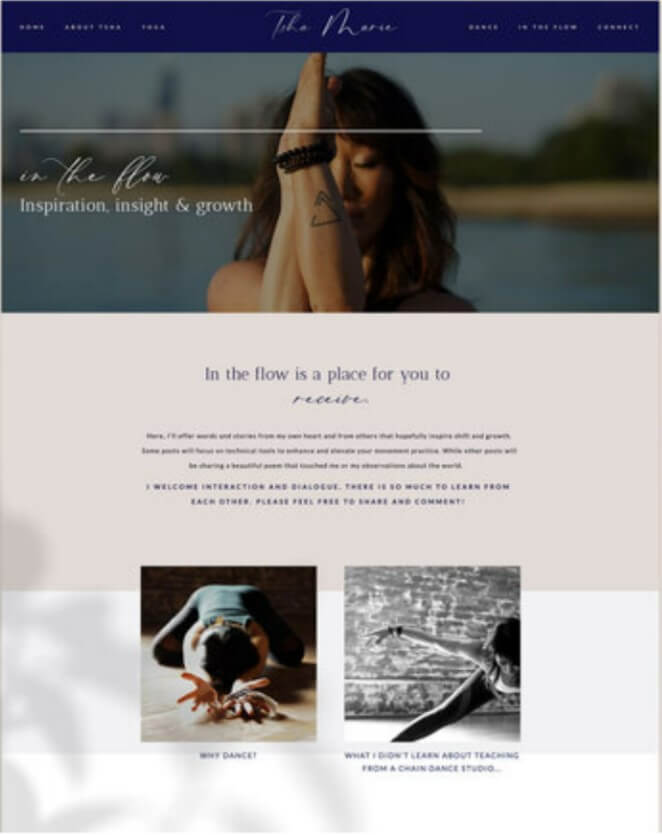 HOME ABOUT TSHA YOGA Tsha Marie DANCE IN THE FLOW CONNECT
in the flow
Inspiration, insight & growth
In the flow is a place for you to
receive.
Here, I'll offer words and stories from my own heart and from others that hopefully inspire shift and growth.
Some posts will focus on technical tools to enhance and elevate your movement practice. While other posts will
be sharing a beautiful poem that touched me or my observations about the world.
I WELCOME INTERACTION AND DIALOGUE. THERE IS SO MUCH TO LEARN FROM
EACH OTHER. PLEASE FEEL FREE TO SHARE AND COMMENT!
WHY DANCE?
WHAT I DIDN'T LEARN ABOUT TEACHING
FROM A CHAIN DANCE STUDIO...